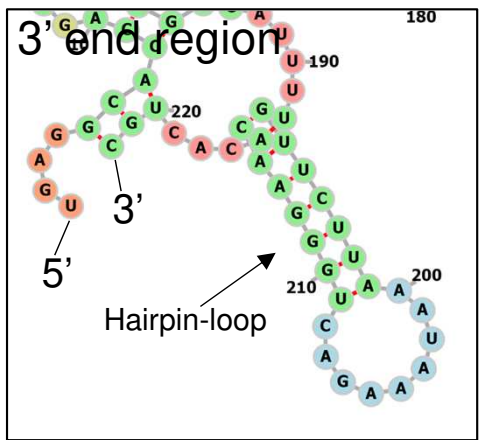 180
G A C G A
3' end region
U
U 190
A U
C U 220 G U
G G G C C A U
A C C A C A
A U
G A C
U 3' G U
5' G U
G A A 200
210 U A
Hairpin-loop C U
A A
G A A